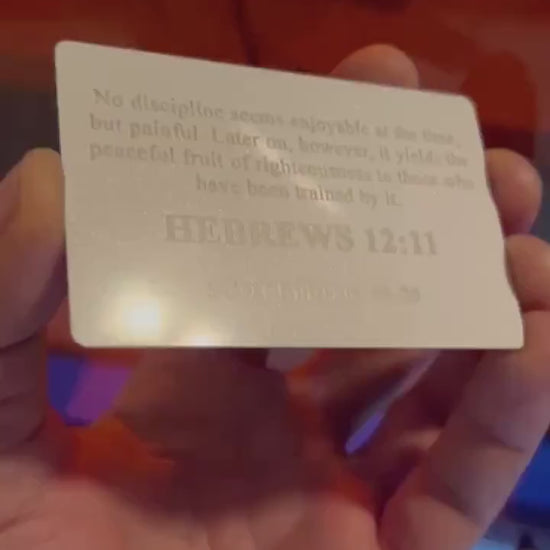 No discipline seems enjoyable at the time,
but painful. Later on, however, it yields the
peaceful fruit of righteousness to those who
have been trained by it.
HEBREWS 12:11